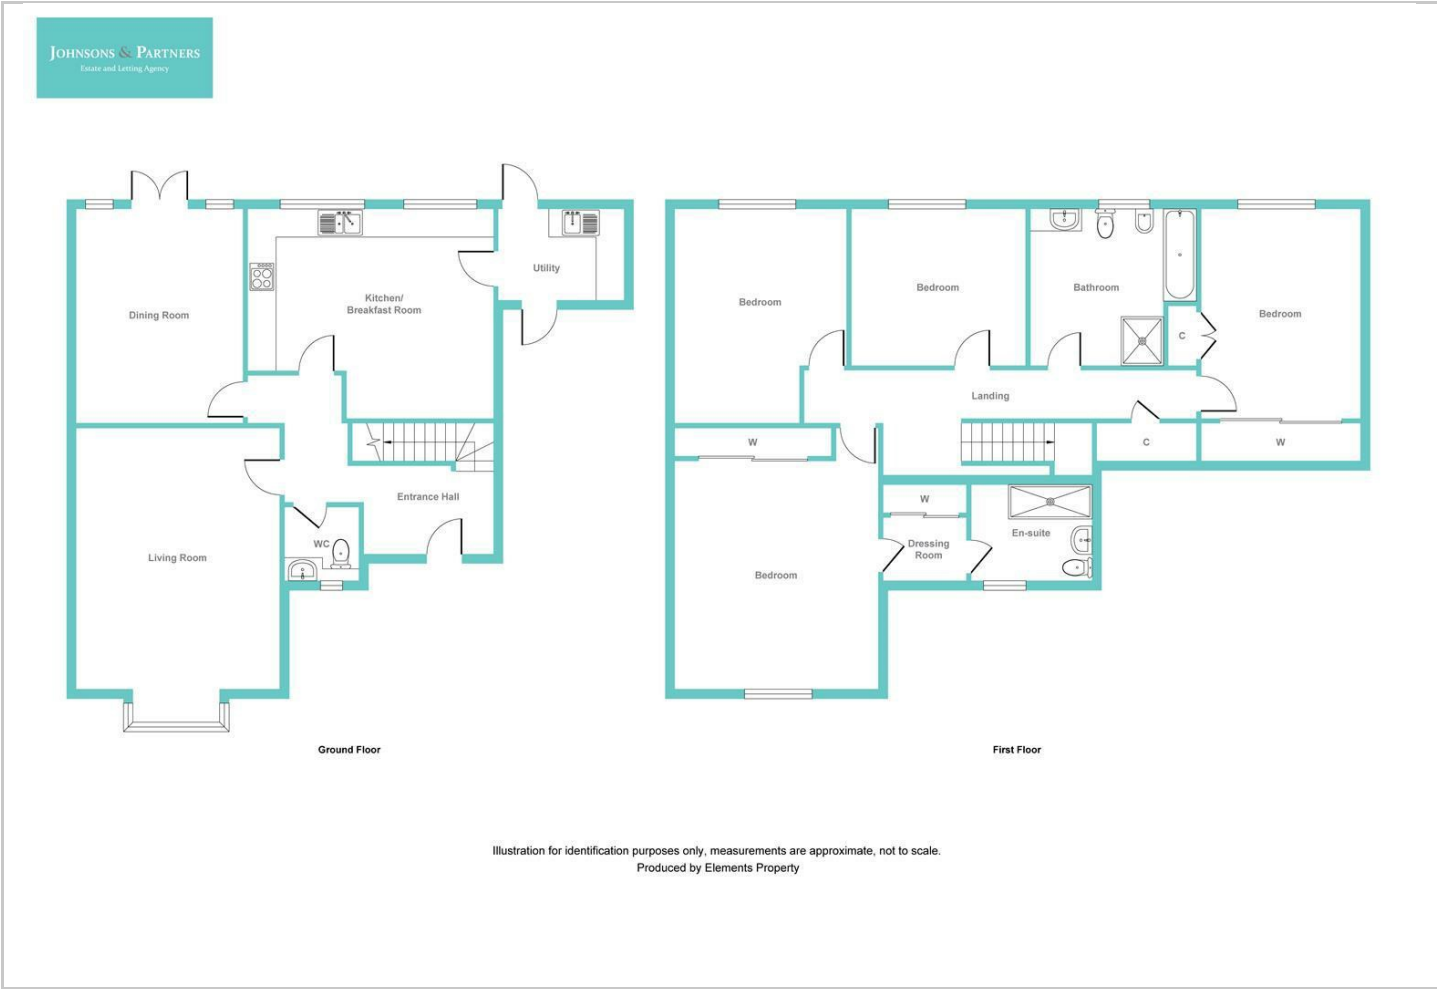 JOHNSONS & PARTNERS
Estate and Letting Agency
Dining Room
Kitchen/
Breakfast Room
Utility
Living Room
WC
Entrance Hall
Ground Floor
Bedroom
Bedroom
Bathroom
C
Bedroom
Landing
W
C
W
W
Dressing
Room
En-suite
Bedroom
First Floor
Illustration for identification purposes only, measurements are approximate, not to scale.
Produced by Elements Property